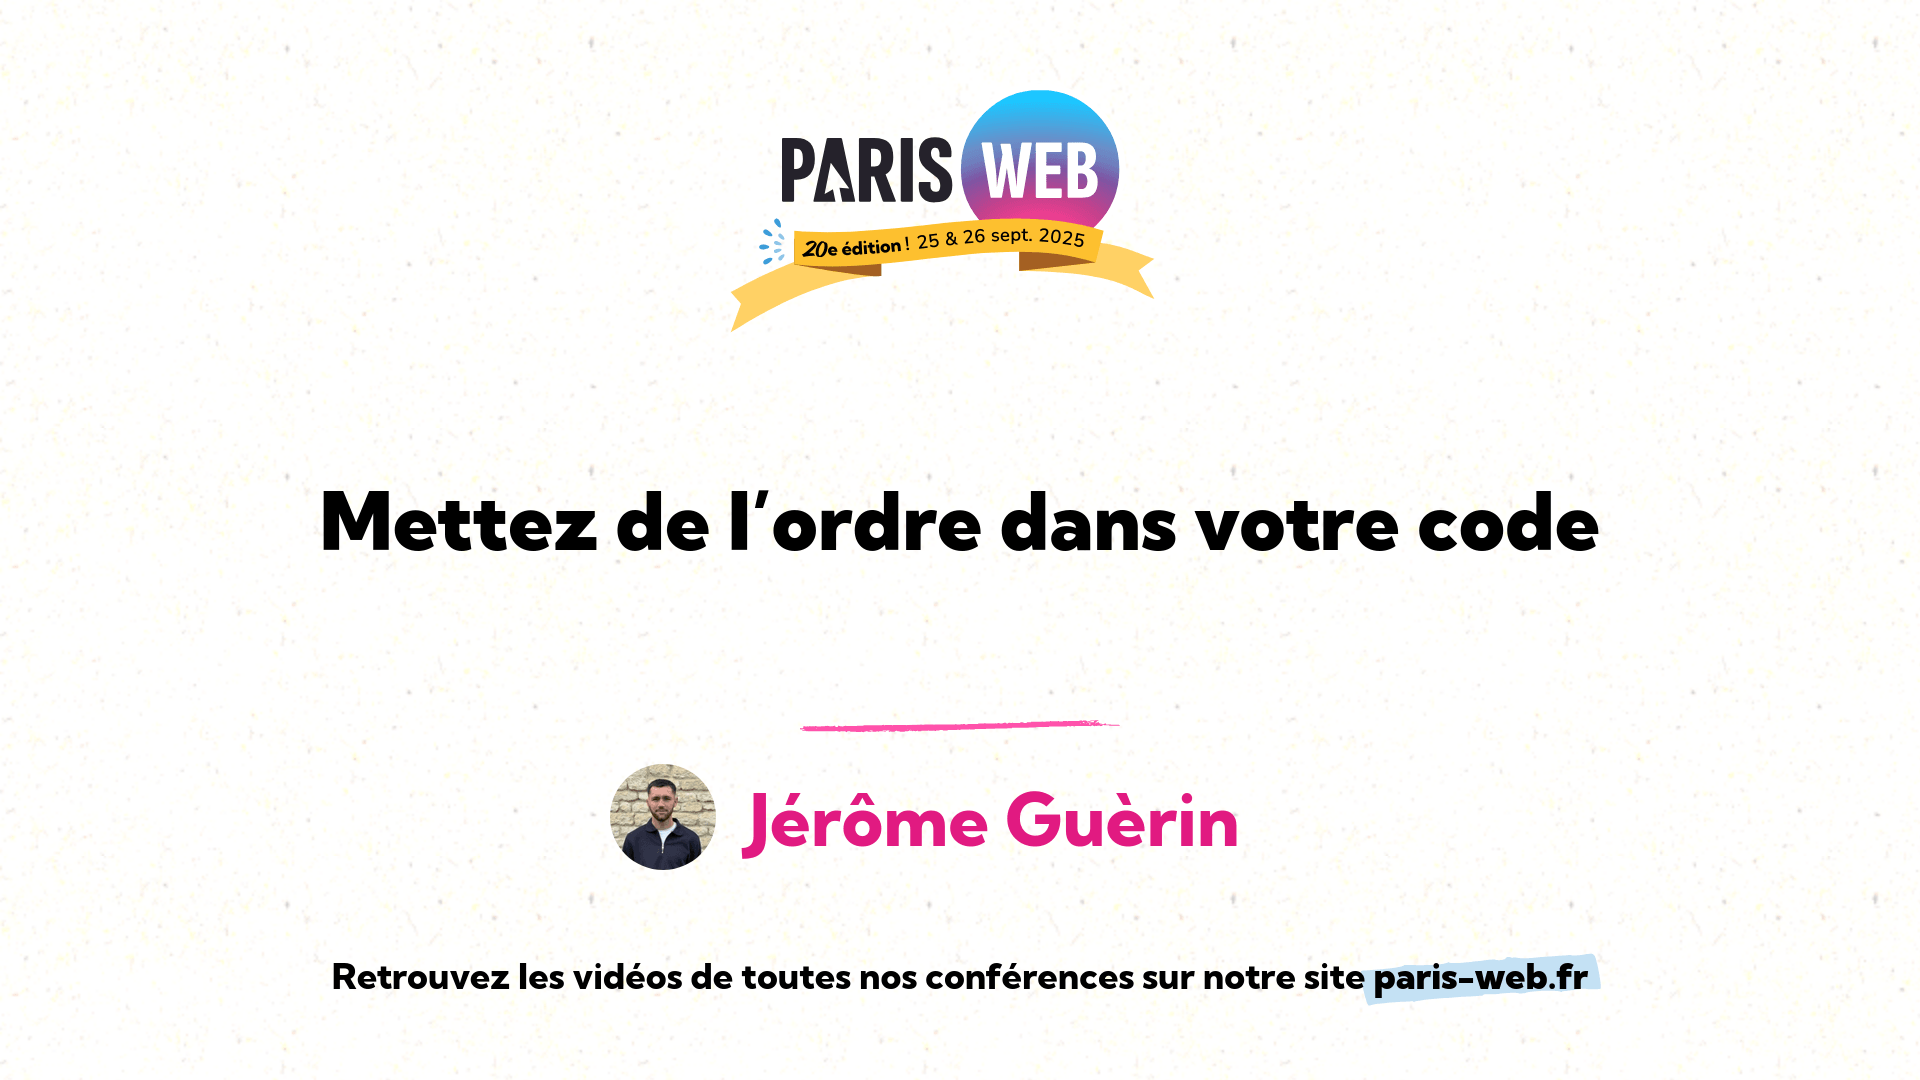 PARIS WEB
20e édition ! 25 & 26 sept. 2025
Mettez de l’ordre dans votre code
Jérôme Guèrin
Retrouvez les vidéos de toutes nos conférences sur notre site paris-web.fr